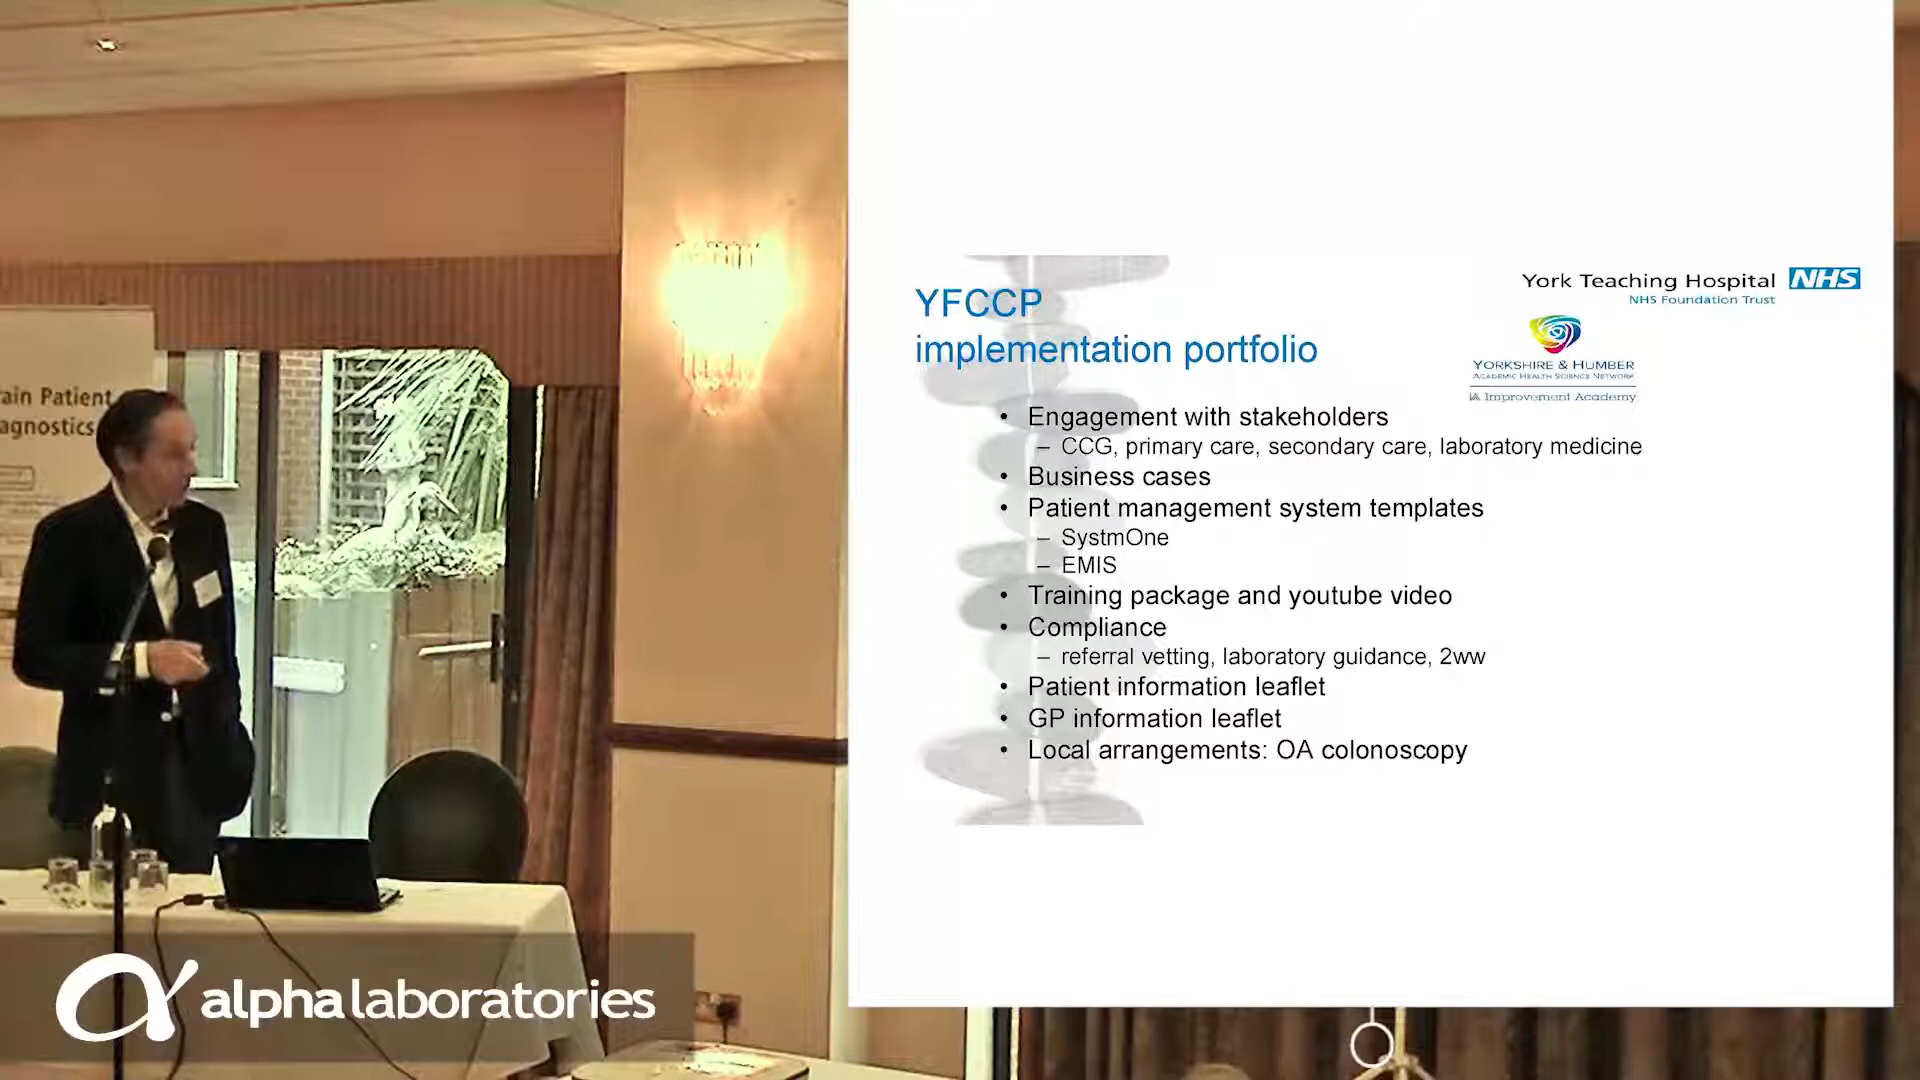 ain Patient
agnostics
YFCCP
implementation portfolio
York Teaching Hospital NHS
NHS Foundation Trust
YORKSHIRE & HUMBER
ACADEMIC HEALTH SCIENCE NETWORK
IA Improvement Academy
• Engagement with stakeholders
– CCG, primary care, secondary care, laboratory medicine
• Business cases
• Patient management system templates
– SystmOne
– EMIS
• Training package and youtube video
• Compliance
– referral vetting, laboratory guidance, 2ww
• Patient information leaflet
• GP information leaflet
• Local arrangements: OA colonoscopy
alphalaboratories